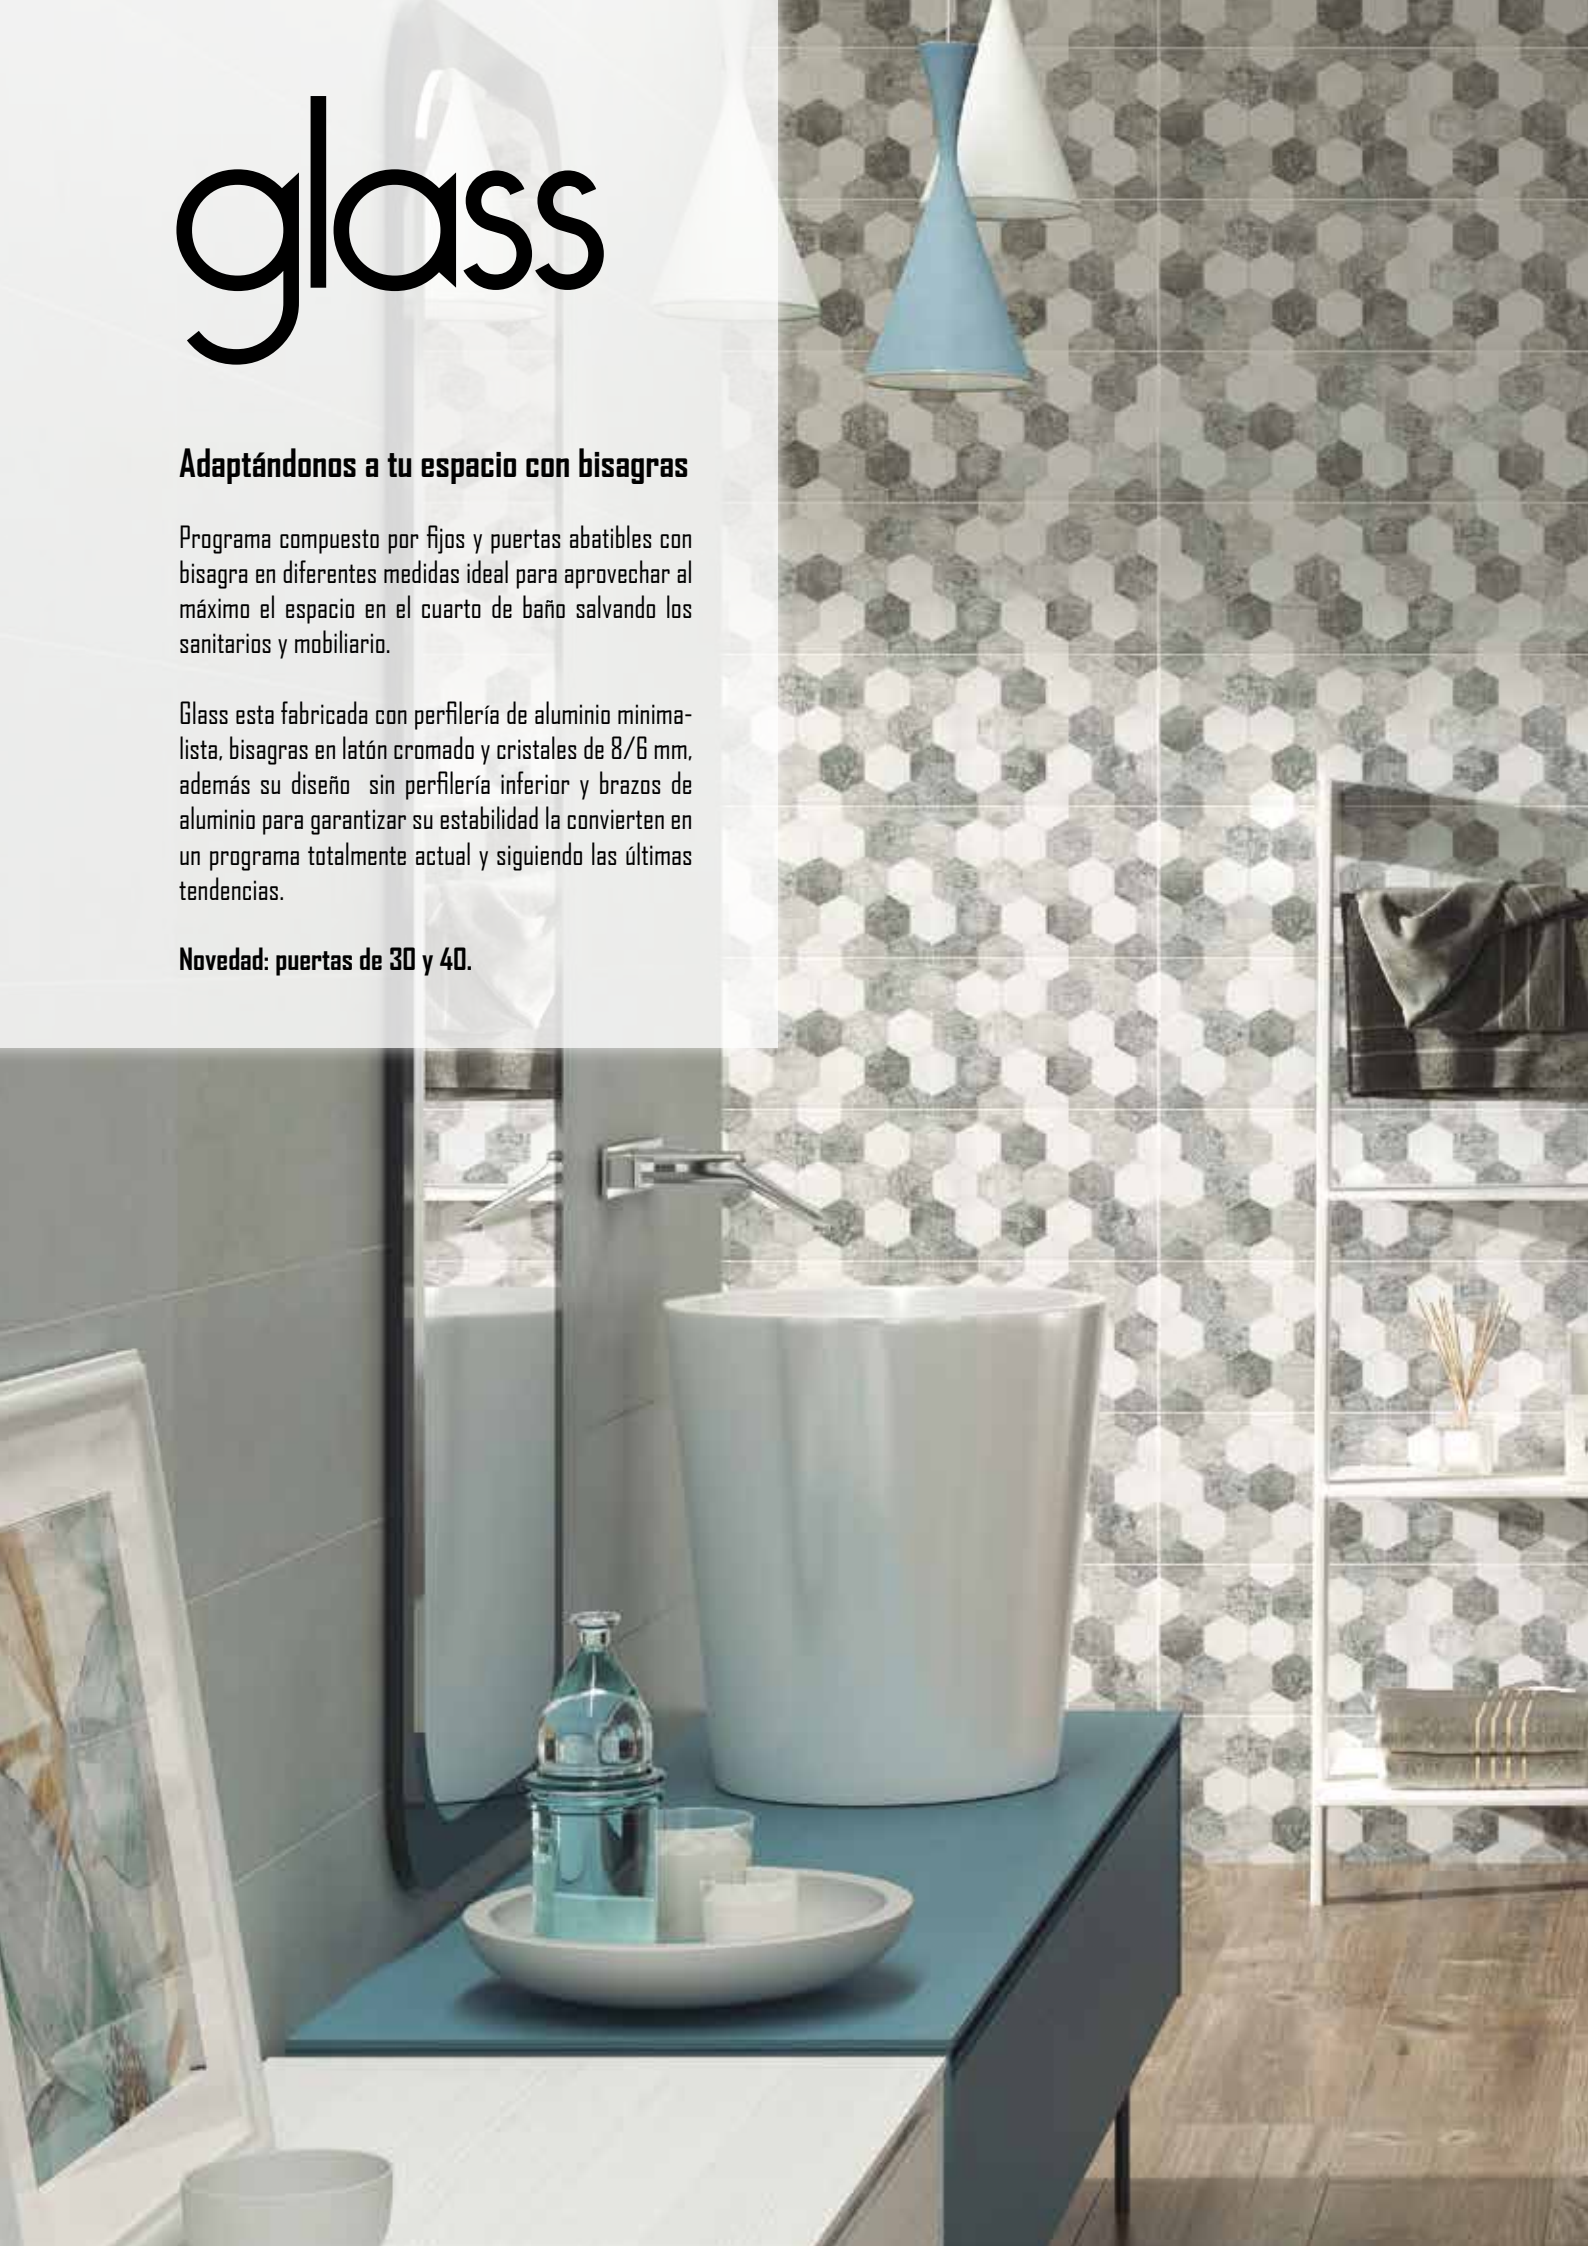 glass
Adaptándonos a tu espacio con bisagras
Programa compuesto por fijos y puertas abatibles con
bisagra en diferentes medidas ideal para aprovechar al
máximo el espacio en el cuarto de baño salvando los
sanitarios y mobiliario.
Glass esta fabricada con perfilería de aluminio minima-
lista, bisagras en latón cromado y cristales de 8/6 mm,
además su diseño sin perfilería inferior y brazos de
aluminio para garantizar su estabilidad la convierten en
un programa totalmente actual y siguiendo las últimas
tendencias.
Novedad: puertas de 30 y 40.